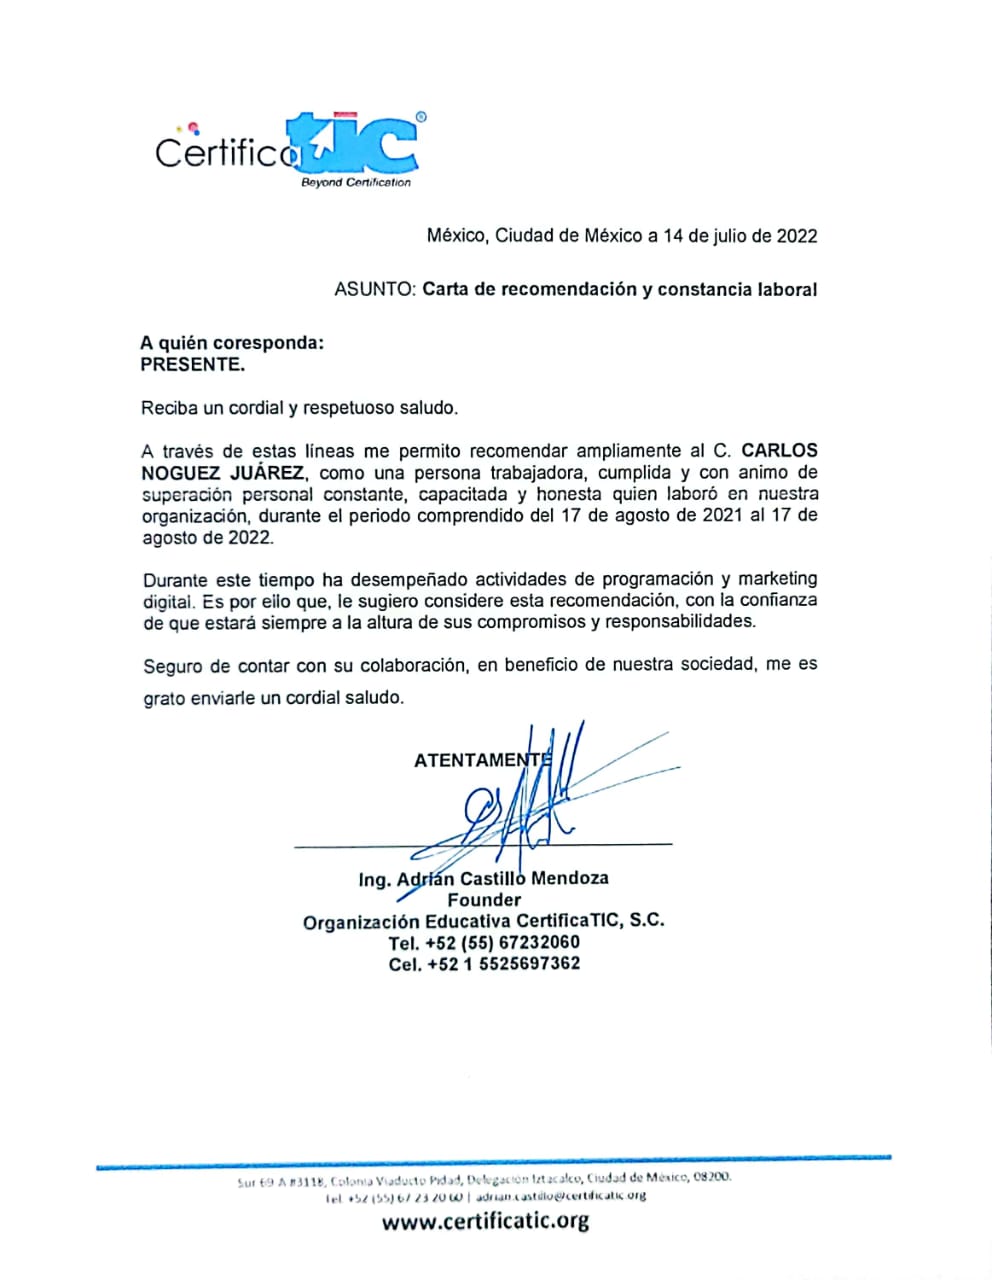 Certificatic®
Beyond Certification
México, Ciudad de México a 14 de julio de 2022
ASUNTO: Carta de recomendación y constancia laboral
A quién coresponda:
PRESENTE.
Reciba un cordial y respetuoso saludo.
A través de estas líneas me permito recomendar ampliamente al C. CARLOS
NOGUEZ JUÁREZ, como una persona trabajadora, cumplida y con animo de
superación personal constante, capacitada y honesta quien laboró en nuestra
organización, durante el periodo comprendido del 17 de agosto de 2021 al 17 de
agosto de 2022.
Durante este tiempo ha desempeñado actividades de programación y marketing
digital. Es por ello que, le sugiero considere esta recomendación, con la confianza
de que estará siempre a la altura de sus compromisos y responsabilidades.
Seguro de contar con su colaboración, en beneficio de nuestra sociedad, me es
grato enviarle un cordial saludo.
ATENTAMENTE
Ing. Adrián Castillo Mendoza
Founder
Organización Educativa CertificaTIC, S.C.
Tel. +52 (55) 67232060
Cel. +52 1 5525697362
Sur 69 A #3118, Colonia Viaducto Pidad, Delegación Iztacalco, Ciudad de México, 08200.
Tel. +52 (55) 67 23 20 60 | adrian.castillo@certificatic.org
www.certificatic.org